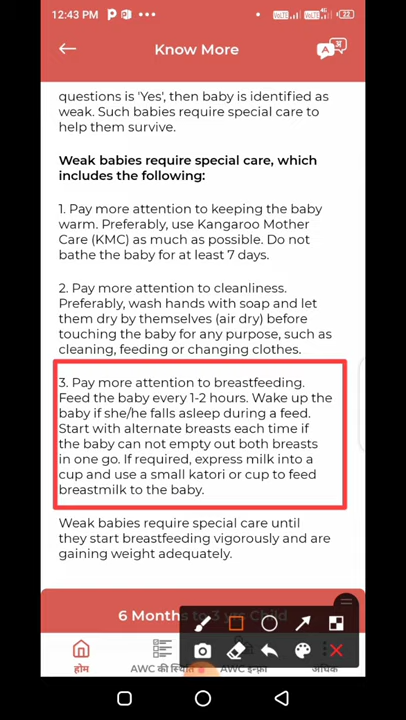 12:43 PM
22
Know More
questions is 'Yes', then baby is identified as
weak. Such babies require special care to
help them survive.
Weak babies require special care, which
includes the following:
1. Pay more attention to keeping the baby
warm. Preferably, use Kangaroo Mother
Care (KMC) as much as possible. Do not
bathe the baby for at least 7 days.
2. Pay more attention to cleanliness.
Preferably, wash hands with soap and let
them dry by themselves (air dry) before
touching the baby for any purpose, such as
cleaning, feeding or changing clothes.
3. Pay more attention to breastfeeding.
Feed the baby every 1-2 hours. Wake up the
baby if she/he falls asleep during a feed.
Start with alternate breasts each time if
the baby can not empty out both breasts
in one go. If required, express milk into a
cup and use a small katori or cup to feed
breastmilk to the baby.
Weak babies require special care until
they start breastfeeding vigorously and are
gaining weight adequately.
6 Months to 3 yrs Child
होम
AWC की स्थिति
AWC इन्फ़ो
अधिक